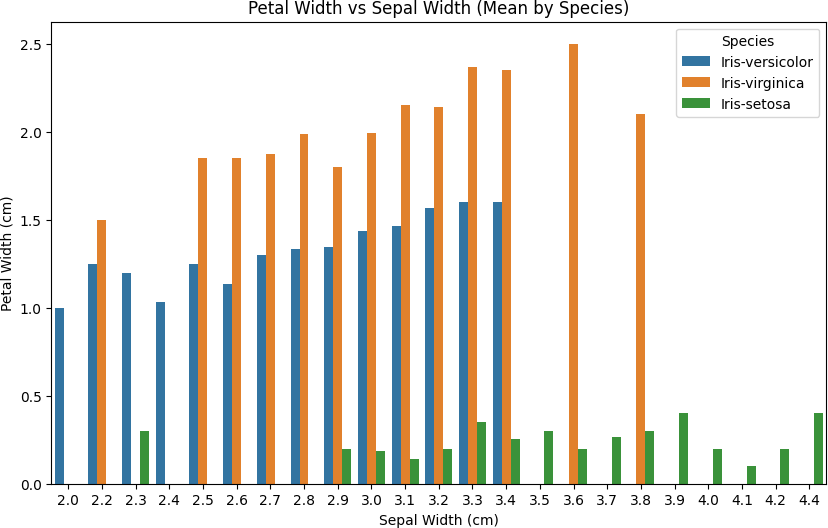 Petal Width vs Sepal Width (Mean by Species)
Species
Iris-versicolor
Iris-virginica
Iris-setosa
Petal Width (cm)
2.5
2.0
1.5
1.0
0.5
0.0
2.0 2.2 2.3 2.4 2.5 2.6 2.7 2.8 2.9 3.0 3.1 3.2 3.3 3.4 3.5 3.6 3.7 3.8 3.9 4.0 4.1 4.2 4.4
Sepal Width (cm)